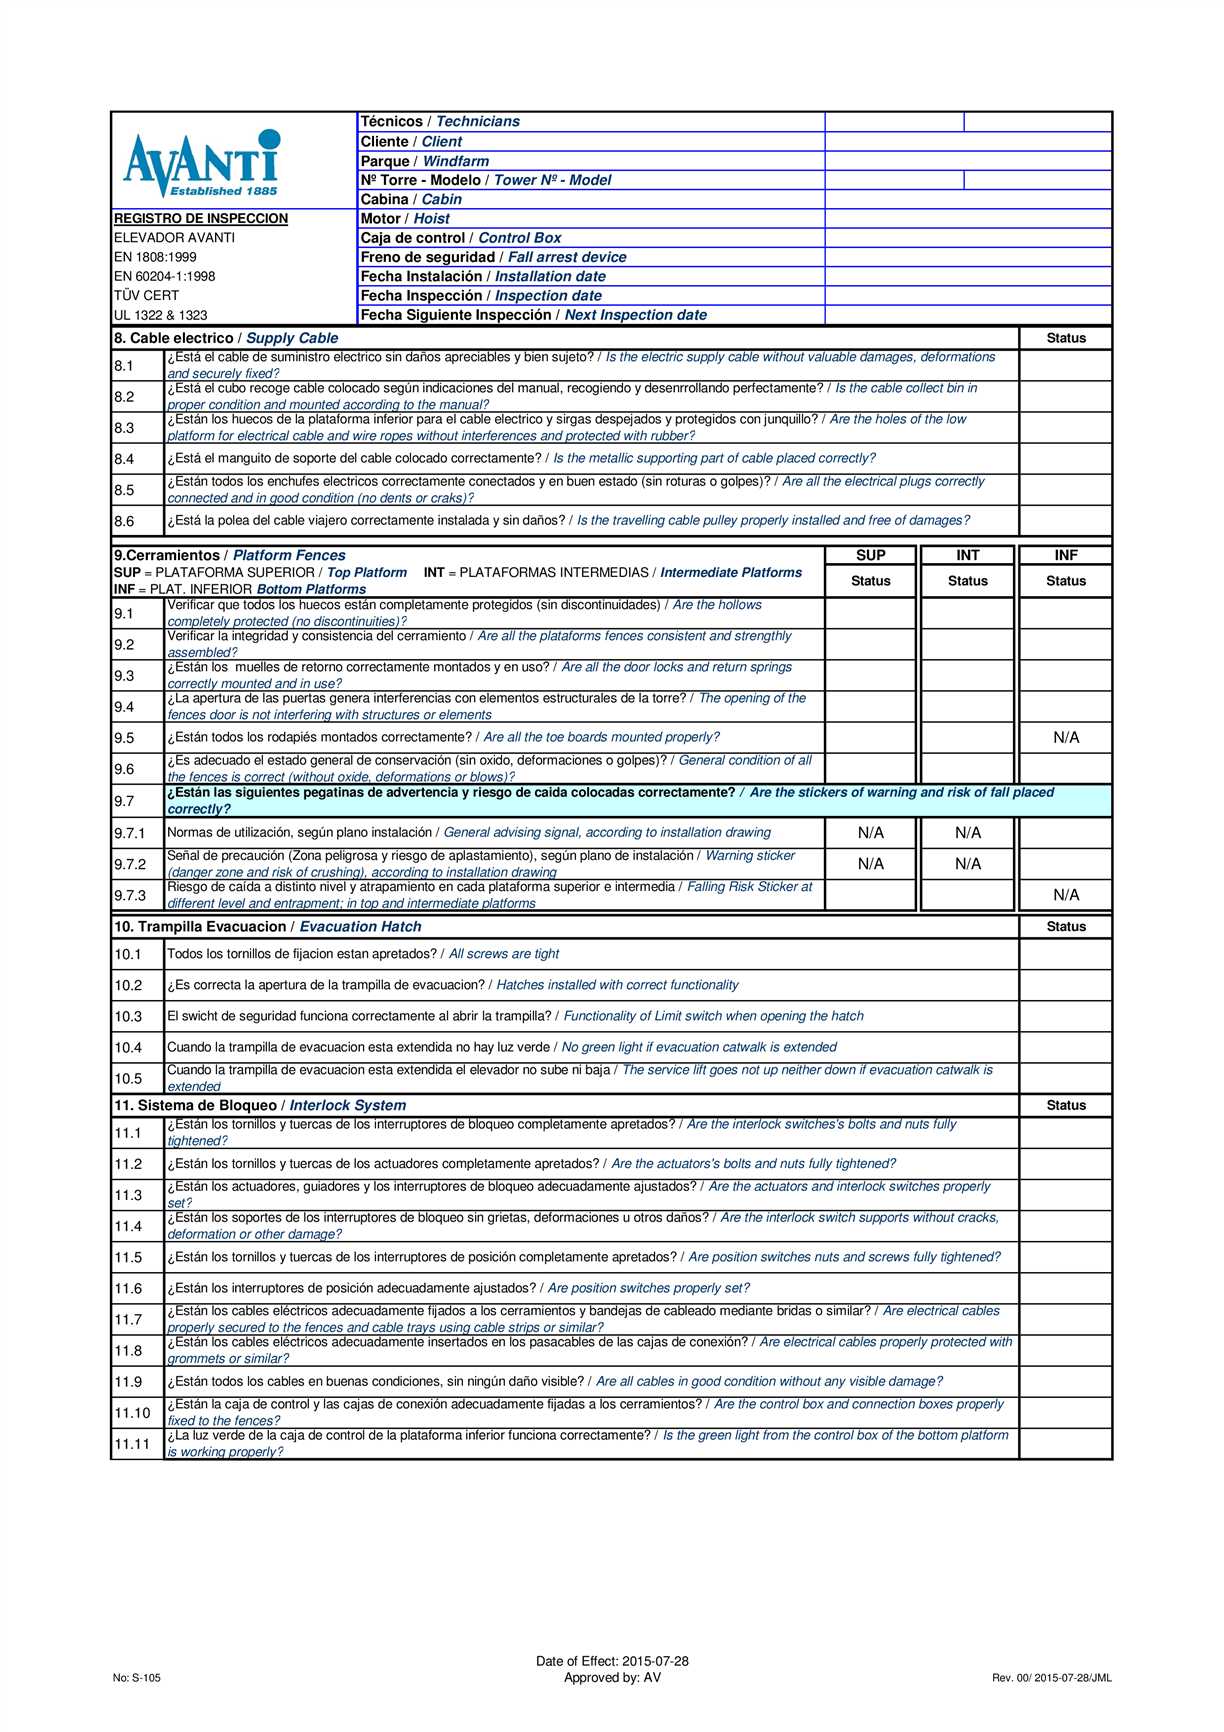 AVANTI
Established 1885
REGISTRO DE INSPECCION
ELEVADOR AVANTI
EN 1808:1999
EN 60204-1:1998
TÜV CERT
UL 1322 & 1323
Técnicos / Technicians
Cliente / Client
Parque / Windfarm
Nº Torre - Modelo / Tower Nº - Model
Cabina / Cabin
Motor / Hoist
Caja de control / Control Box
Freno de seguridad / Fall arrest device
Fecha Instalación / Installation date
Fecha Inspección / Inspection date
Fecha Siguiente Inspección / Next Inspection date
8. Cable electrico / Supply Cable Status
8.1 ¿Está el cable de suministro electrico sin daños apreciables y bien sujeto? / Is the electric supply cable without valuable damages, deformations
and securely fixed?
8.2 ¿Está el cubo recoge cable colocado según indicaciones del manual, recogiendo y desenrrollando perfectamente? / Is the cable collect bin in
proper condition and mounted according to the manual?
8.3 ¿Están los huecos de la plataforma inferior para el cable electrico y sirgas despejados y protegidos con junquillo? / Are the holes of the low
platform for electrical cable and wire ropes without interferences and protected with rubber?
8.4 ¿Está el manguito de soporte del cable colocado correctamente? / Is the metallic supporting part of cable placed correctly?
8.5 ¿Están todos los enchufes electricos correctamente conectados y en buen estado (sin roturas o golpes)? / Are all the electrical plugs correctly
connected and in good condition (no dents or craks)?
8.6 ¿Está la polea del cable viajero correctamente instalada y sin daños? / Is the travelling cable pulley properly installed and free of damages?
9.Cerramientos / Platform Fences SUP INT INF
SUP = PLATAFORMA SUPERIOR / Top Platform INT = PLATAFORMAS INTERMEDIAS / Intermediate Platforms
INF = PLAT. INFERIOR Bottom Platforms Status Status Status
9.1 Verificar que todos los huecos están completamente protegidos (sin discontinuidades) / Are the hollows
completely protected (no discontinuities)?
9.2 Verificar la integridad y consistencia del cerramiento / Are all the plataforms fences consistent and strengthly
assembled?
9.3 ¿Están los muelles de retorno correctamente montados y en uso? / Are all the door locks and return springs
correctly mounted and in use?
9.4 ¿La apertura de las puertas genera interferencias con elementos estructurales de la torre? / The opening of the
fences door is not interfering with structures or elements
9.5 ¿Están todos los rodapiés montados correctamente? / Are all the toe boards mounted properly? N/A
9.6 ¿Es adecuado el estado general de conservación (sin oxido, deformaciones o golpes)? / General condition of all
the fences is correct (without oxide, deformations or blows)?
9.7 ¿Están las siguientes pegatinas de advertencia y riesgo de caida colocadas correctamente? / Are the stickers of warning and risk of fall placed
correctly?
9.7.1 Normas de utilización, según plano instalación / General advising signal, according to installation drawing N/A N/A
9.7.2 Señal de precaución (Zona peligrosa y riesgo de aplastamiento), según plano de instalación / Warning sticker
(danger zone and risk of crushing), according to installation drawing N/A N/A
9.7.3 Riesgo de caída a distinto nivel y atrapamiento en cada plataforma superior e intermedia / Falling Risk Sticker at
different level and entrapment; in top and intermediate platforms N/A
10. Trampilla Evacuacion / Evacuation Hatch Status
10.1 Todos los tornillos de fijacion estan apretados? / All screws are tight
10.2 ¿Es correcta la apertura de la trampilla de evacuacion? / Hatches installed with correct functionality
10.3 El swicht de seguridad funciona correctamente al abrir la trampilla? / Functionality of Limit switch when opening the hatch
10.4 Cuando la trampilla de evacuacion esta extendida no hay luz verde / No green light if evacuation catwalk is extended
10.5 Cuando la trampilla de evacuacion esta extendida el elevador no sube ni baja / The service lift goes not up neither down if evacuation catwalk is
extended
11. Sistema de Bloqueo / Interlock System Status
11.1 ¿Están los tornillos y tuercas de los interruptores de bloqueo completamente apretados? / Are the interlock switches's bolts and nuts fully
tightened?
11.2 ¿Están los tornillos y tuercas de los actuadores completamente apretados? / Are the actuators's bolts and nuts fully tightened?
11.3 ¿Están los actuadores, guiadores y los interruptores de bloqueo adecuadamente ajustados? / Are the actuators and interlock switches properly
set?
11.4 ¿Están los soportes de los interruptores de bloqueo sin grietas, deformaciones u otros daños? / Are the interlock switch supports without cracks,
deformation or other damage?
11.5 ¿Están los tornillos y tuercas de los interruptores de posición completamente apretados? / Are position switches nuts and screws fully tightened?
11.6 ¿Están los interruptores de posición adecuadamente ajustados? / Are position switches properly set?
11.7 ¿Están los cables eléctricos adecuadamente fijados a los cerramientos y bandejas de cableado mediante bridas o similar? / Are electrical cables
properly secured to the fences and cable trays using cable strips or similar?
11.8 ¿Están los cables eléctricos adecuadamente insertados en los pasacables de las cajas de conexión? / Are electrical cables properly protected with
grommets or similar?
11.9 ¿Están todos los cables en buenas condiciones, sin ningún daño visible? / Are all cables in good condition without any visible damage?
11.10 ¿Están la caja de control y las cajas de conexión adecuadamente fijadas a los cerramientos? / Are the control box and connection boxes properly
fixed to the fences?
11.11 ¿La luz verde de la caja de control de la plataforma inferior funciona correctamente? / Is the green light from the control box of the bottom platform
is working properly?
Date of Effect: 2015-07-28
No: S-105 Approved by: AV Rev. 00/ 2015-07-28/JML